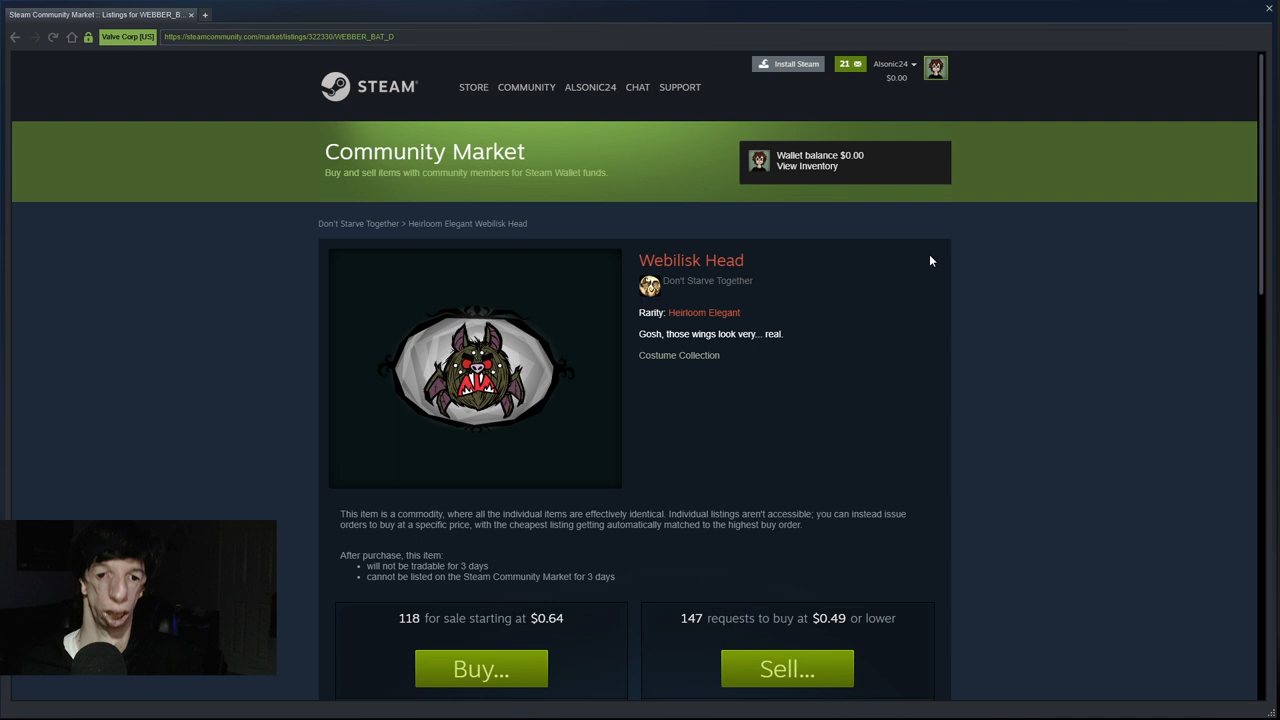 Steam Community Market :: Listings for WEBBER_B...
Valve Corp [US]
https://steamcommunity.com/market/listings/322330/WEBBER_BAT_D
Install Steam
21
Alsonic24
$0.00
STEAM
STORE COMMUNITY ALSONIC24 CHAT SUPPORT
Community Market
Buy and sell items with community members for Steam Wallet funds.
Wallet balance $0.00
View Inventory
Don't Starve Together > Heirloom Elegant Webilisk Head
Webilisk Head
Don't Starve Together
Rarity: Heirloom Elegant
Gosh, those wings look very... real.
Costume Collection
This item is a commodity, where all the individual items are effectively identical. Individual listings aren't accessible; you can instead issue
orders to buy at a specific price, with the cheapest listing getting automatically matched to the highest buy order.
After purchase, this item:
• will not be tradable for 3 days
• cannot be listed on the Steam Community Market for 3 days
118 for sale starting at $0.64
Buy...
147 requests to buy at $0.49 or lower
Sell...